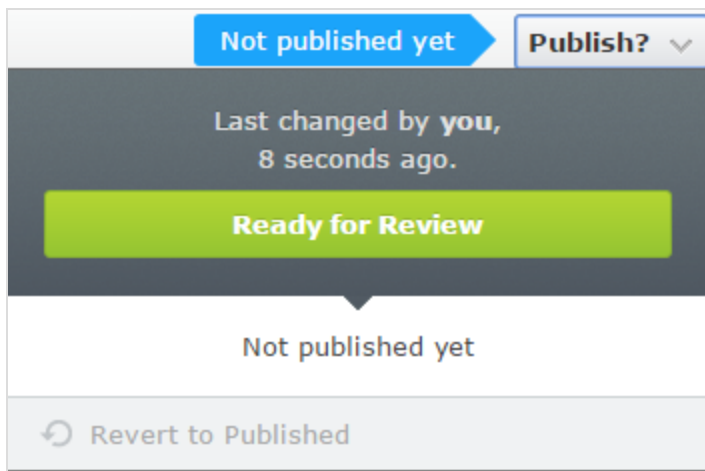 Not published yet
Publish?
Last changed by you,
8 seconds ago.
Ready for Review
Not published yet
Revert to Published